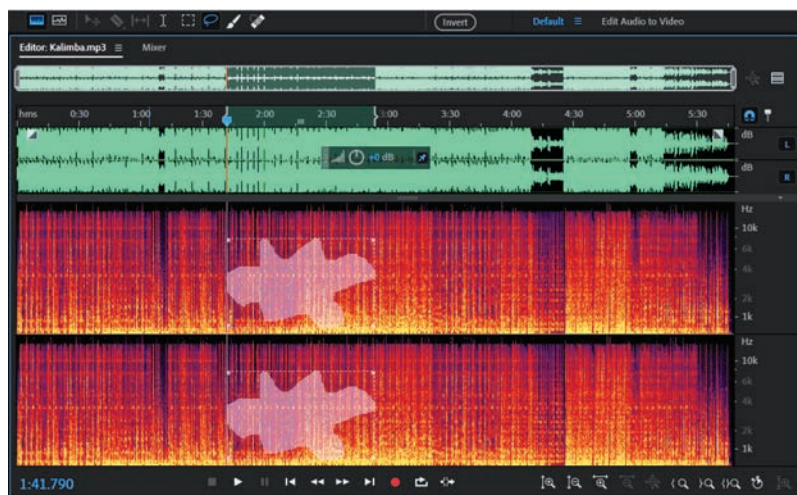 Invert Default Edit Audio to Video
Editor: Kalimba.mp3 Mixer
hms 0:30 1:00 1:30 2:00 2:30 3:00 3:30 4:00 4:30 5:00 5:30
dB
L
+0 dB
dB
R
Hz
10k
6k
4k
2k
1k
Hz
10k
6k
4k
2k
1k
1:41.790